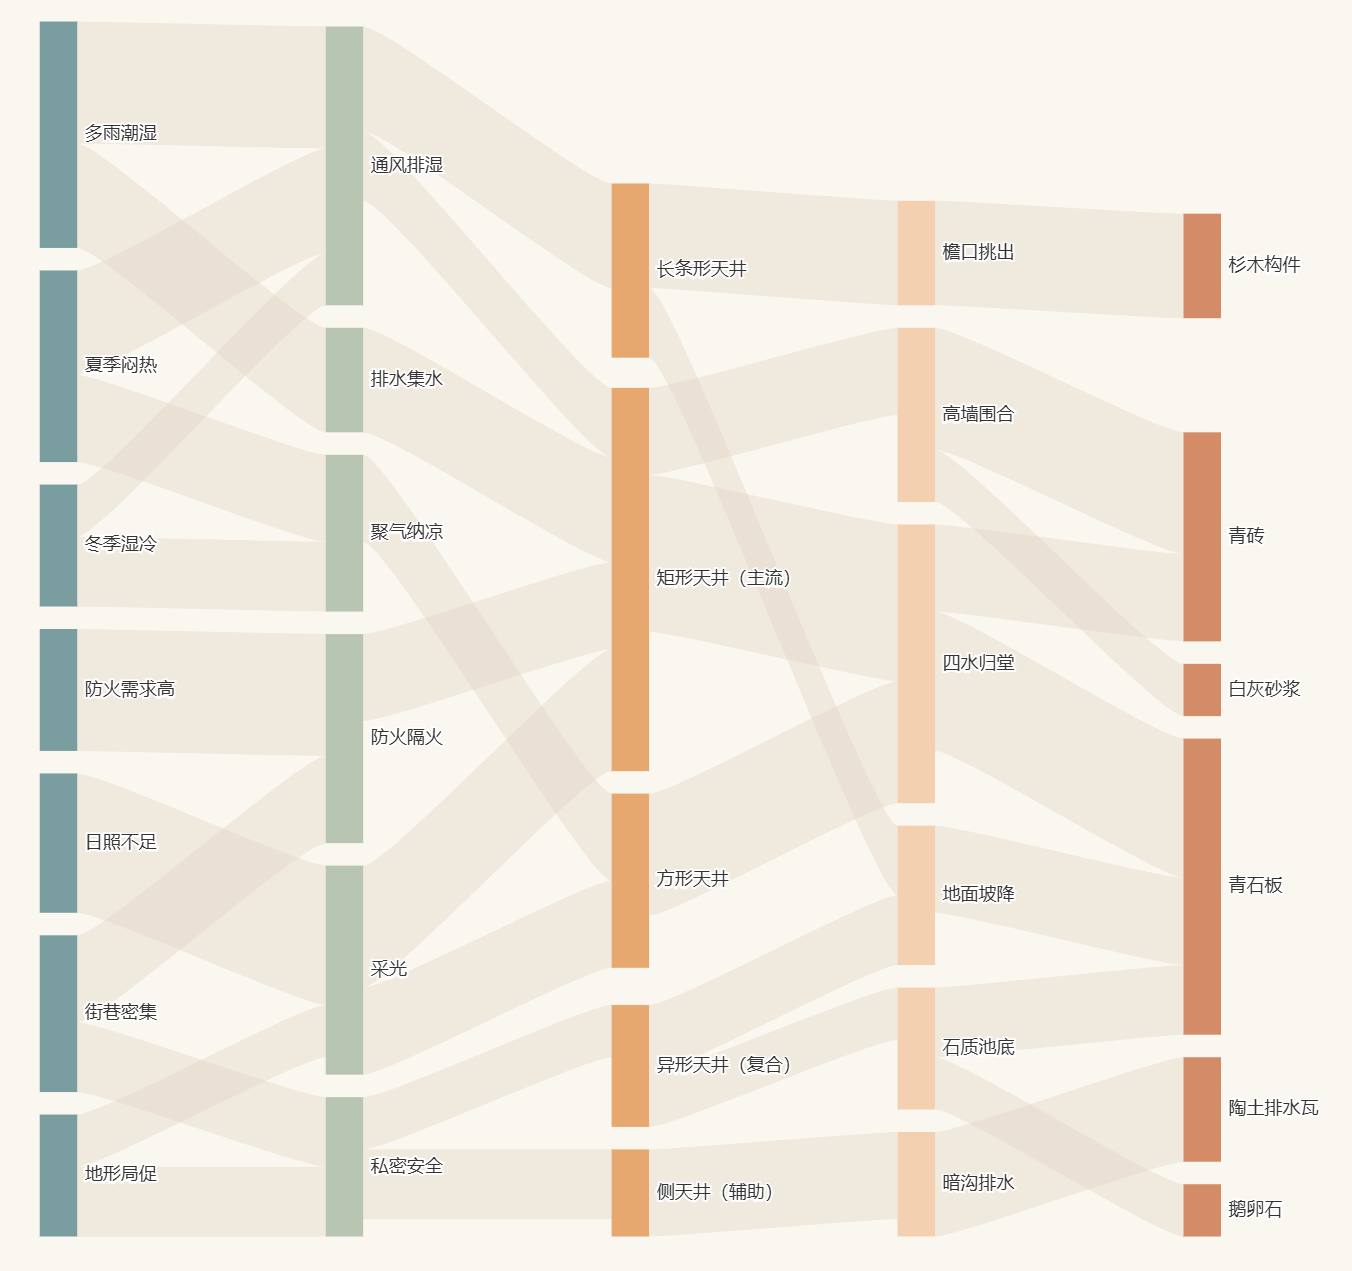 多雨潮湿
夏季闷热
冬季湿冷
防火需求高
日照不足
街巷密集
地形局促
通风排湿
排水集水
聚气纳凉
防火隔火
采光
私密安全
长条形天井
矩形天井（主流）
方形天井
异形天井（复合）
侧天井（辅助）
檐口挑出
高墙围合
四水归堂
地面坡降
石质池底
暗沟排水
杉木构件
青砖
白灰砂浆
青石板
陶土排水瓦
鹅卵石